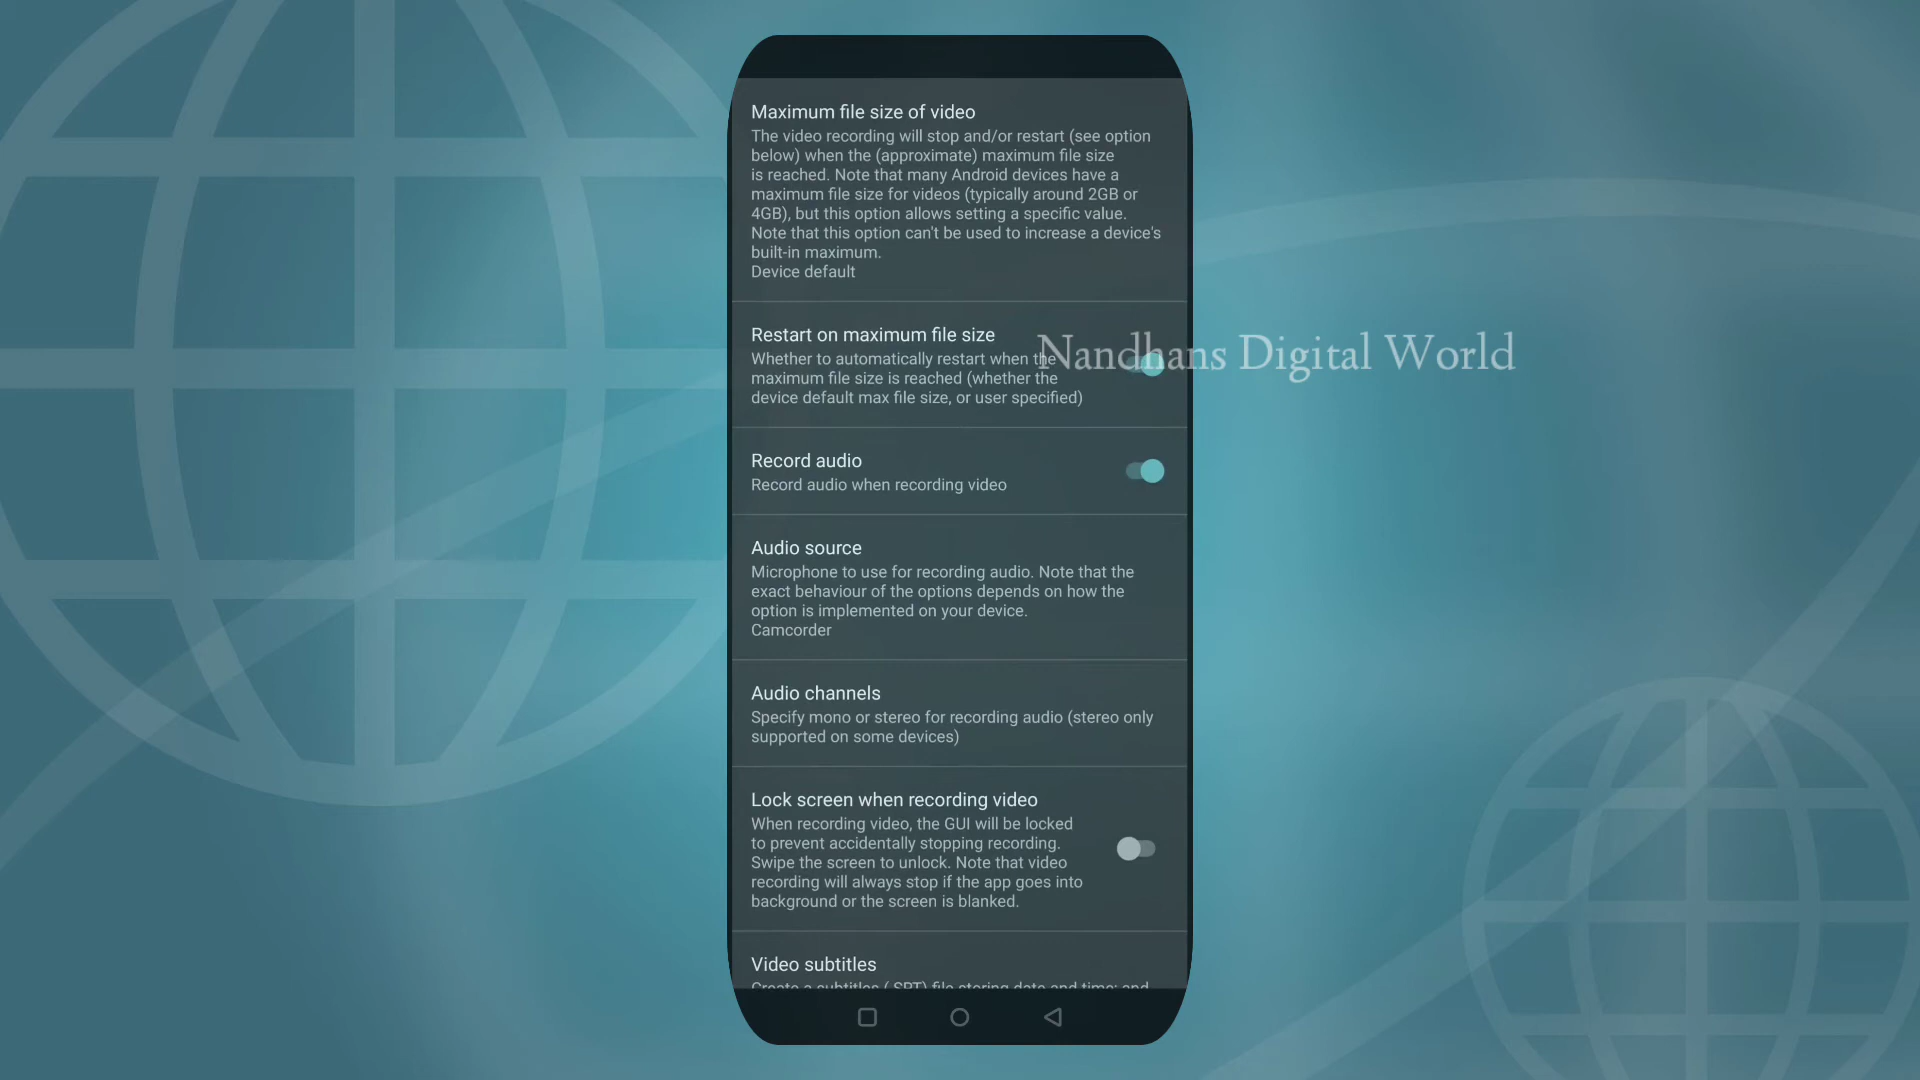 Maximum file size of video
The video recording will stop and/or restart (see option
below) when the (approximate) maximum file size
is reached. Note that many Android devices have a
maximum file size for videos (typically around 2GB or
4GB), but this option allows setting a specific value.
Note that this option can't be used to increase a device's
built-in maximum.
Device default
Restart on maximum file size
Whether to automatically restart when the
maximum file size is reached (whether the
device default max file size, or user specified)
Nandhans Digital World
Record audio
Record audio when recording video
Audio source
Microphone to use for recording audio. Note that the
exact behaviour of the options depends on how the
option is implemented on your device.
Camcorder
Audio channels
Specify mono or stereo for recording audio (stereo only
supported on some devices)
Lock screen when recording video
When recording video, the GUI will be locked
to prevent accidentally stopping recording.
Swipe the screen to unlock. Note that video
recording will always stop if the app goes into
background or the screen is blanked.
Video subtitles
Create a subtitles (.SRT) file storing date and time; and